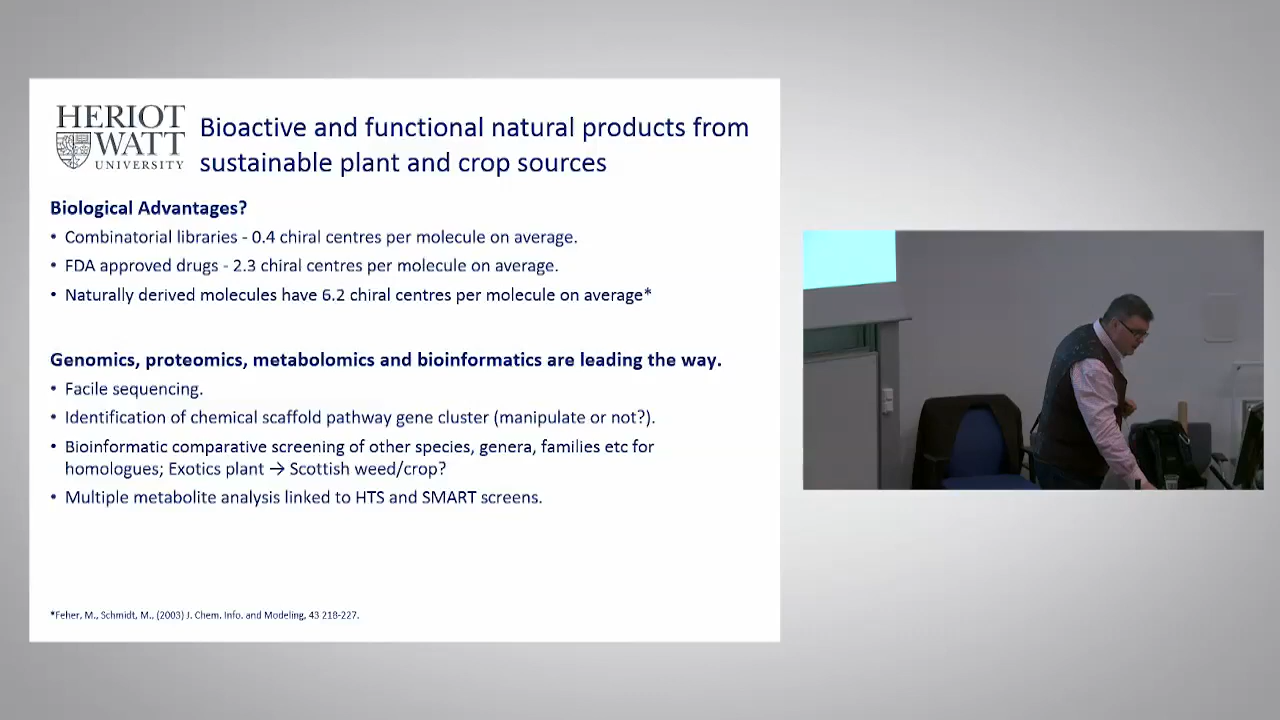 HERIOT
WATT
UNIVERSITY
Bioactive and functional natural products from
sustainable plant and crop sources
Biological Advantages?
• Combinatorial libraries - 0.4 chiral centres per molecule on average.
• FDA approved drugs - 2.3 chiral centres per molecule on average.
• Naturally derived molecules have 6.2 chiral centres per molecule on average*
Genomics, proteomics, metabolomics and bioinformatics are leading the way.
• Facile sequencing.
• Identification of chemical scaffold pathway gene cluster (manipulate or not?).
• Bioinformatic comparative screening of other species, genera, families etc for
homologues; Exotics plant → Scottish weed/crop?
• Multiple metabolite analysis linked to HTS and SMART screens.
*Feher, M., Schmidt, M., (2003) J. Chem. Info. and Modeling, 43 218-227.